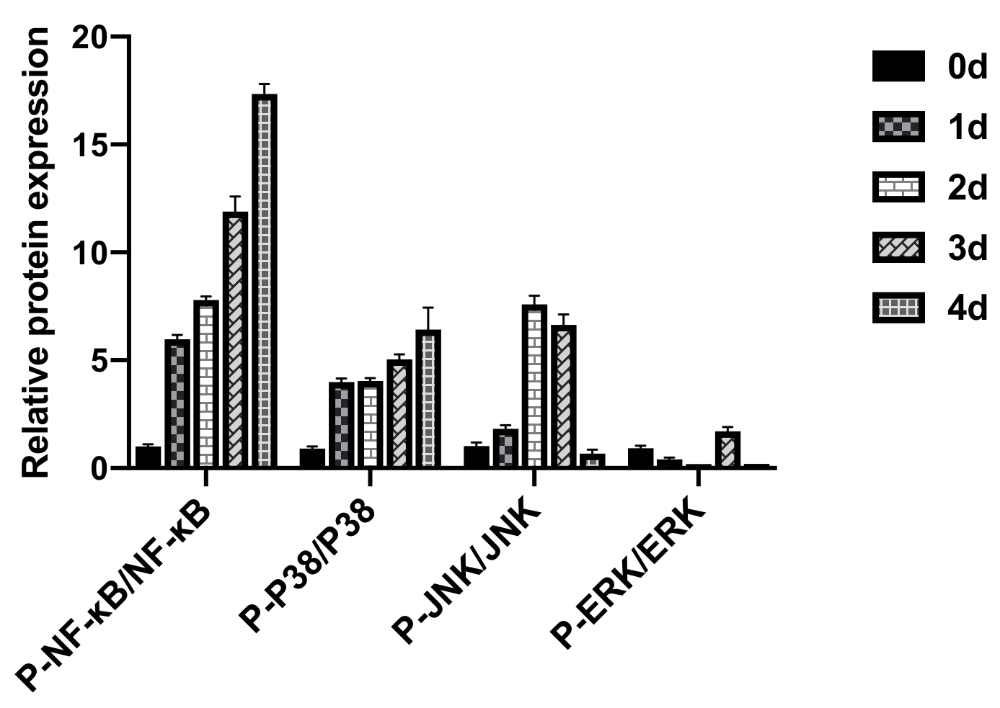 Relative protein expression
20
15
10
5
0
P-NF-κB/NF-κB
P-P38/P38
P-JNK/JNK
P-ERK/ERK
0d
1d
2d
3d
4d